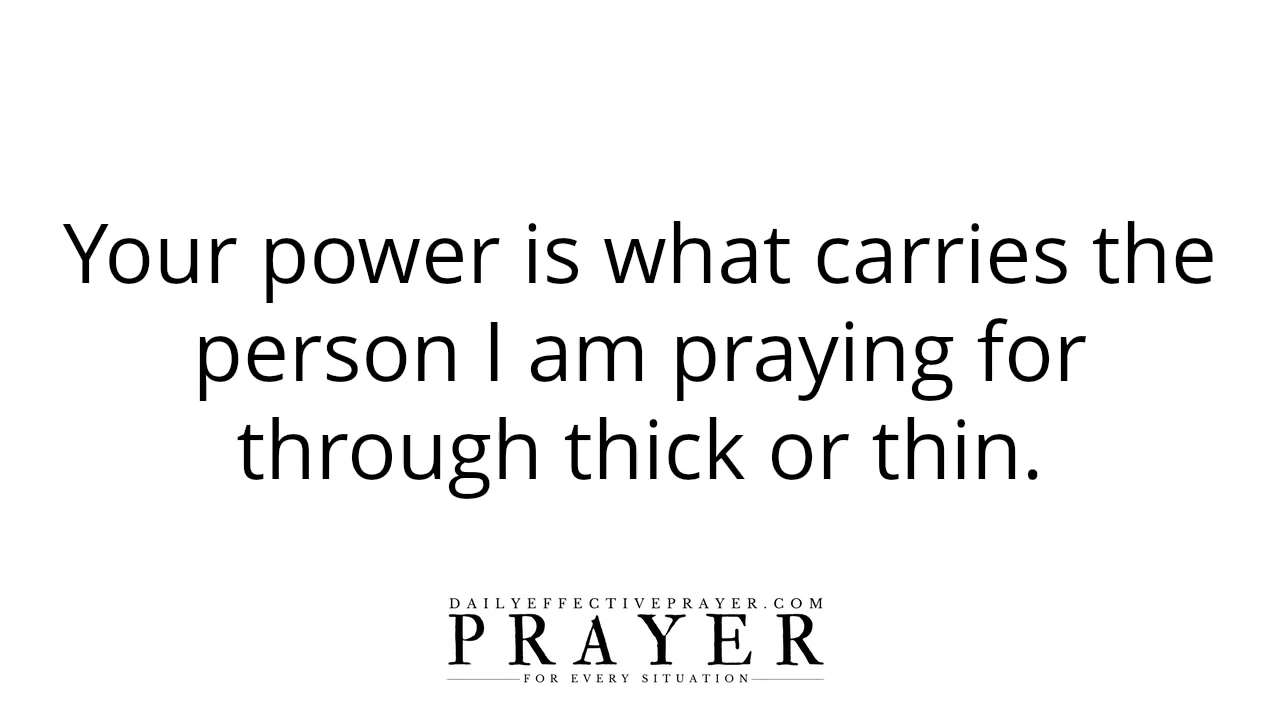 Your power is what carries the
person I am praying for
through thick or thin.
DAILYEFFECTIVEPRAYER.COM
PRAYER
FOR EVERY SITUATION